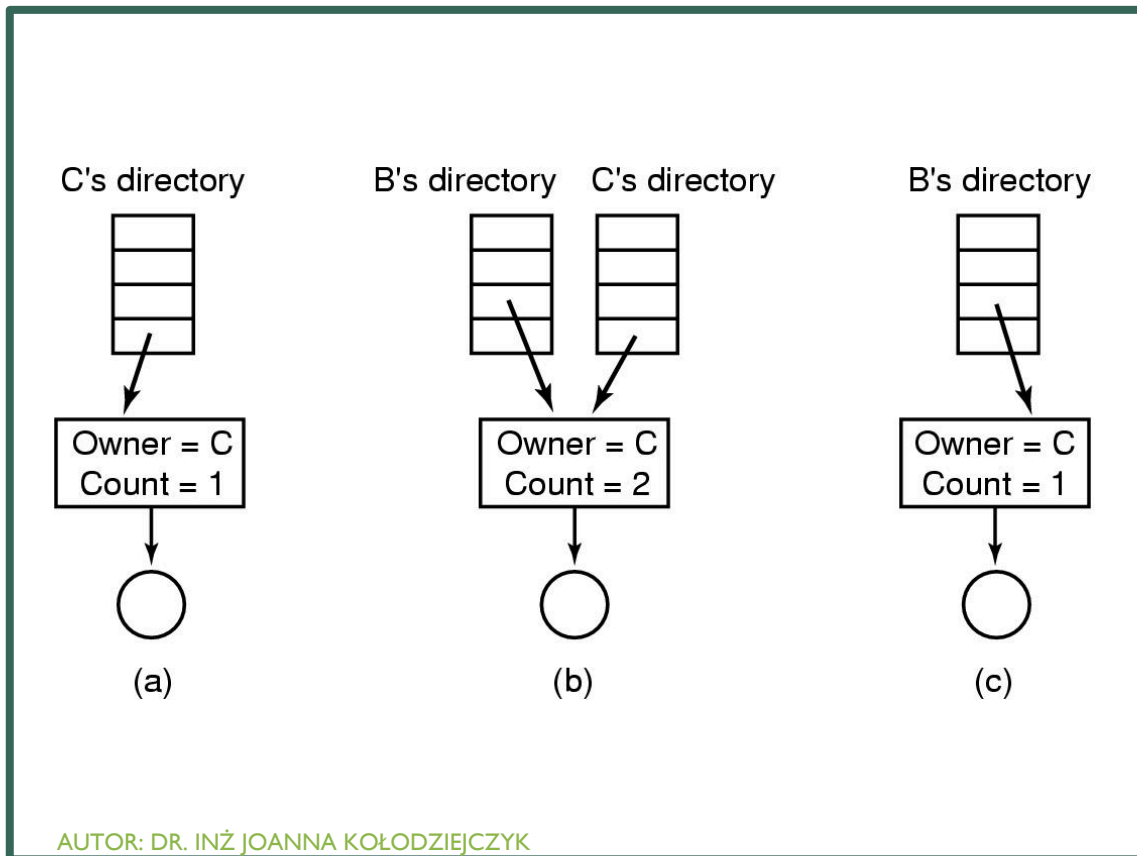 C's directory
B's directory C's directory
B's directory
Owner = C
Count = 1
Owner = C
Count = 2
Owner = C
Count = 1
(a)
(b)
(c)
AUTOR: DR. INŻ JOANNA KOŁODZIEJCZYK